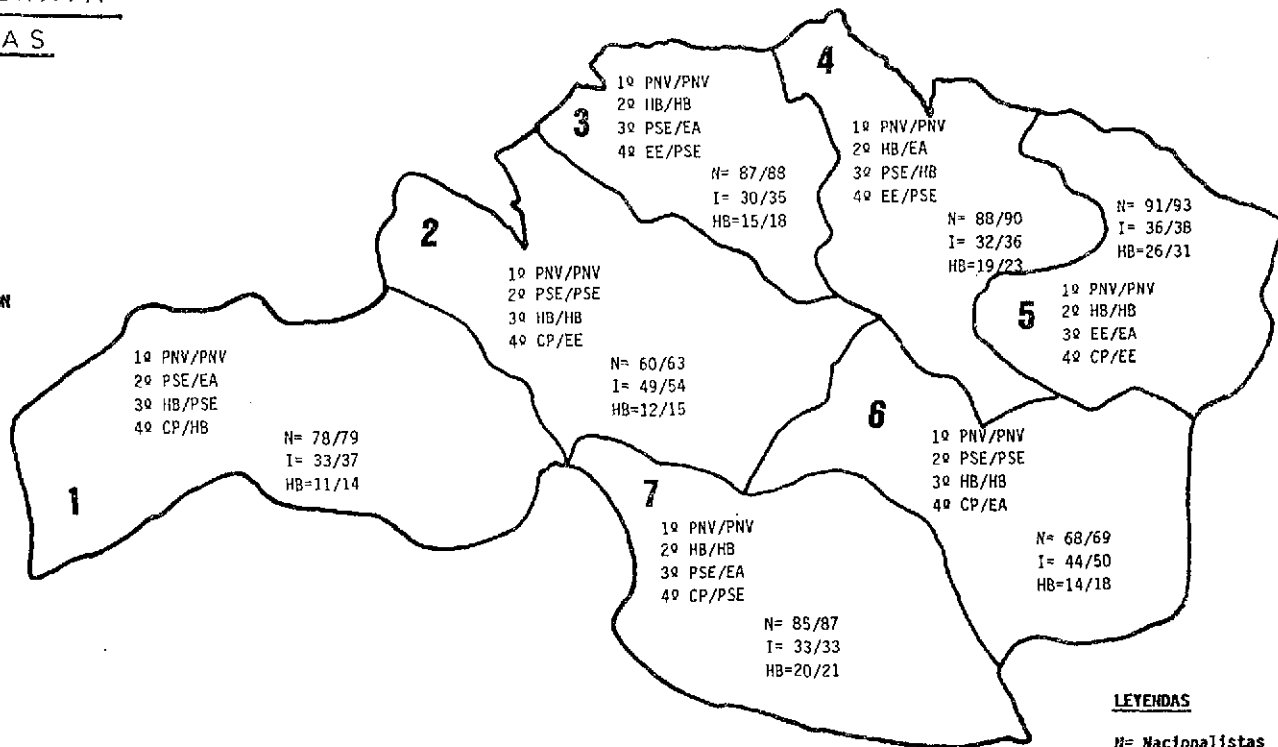 A S
3
1º PNV/PNV
2º HB/HB
3º PSE/EA
4º EE/PSE
N= 87/88
I= 30/35
HB=15/18
4
1º PNV/PNV
2º HB/EA
3º PSE/HB
4º EE/PSE
N= 88/90
I= 32/36
HB=19/23
N= 91/93
I= 36/38
HB=26/31
5
1º PNV/PNV
2º HB/HB
3º EE/EA
4º CP/EE
2
1º PNV/PNV
2º PSE/PSE
3º HB/HB
4º CP/EE
N= 60/63
I= 49/54
HB=12/15
1º PNV/PNV
2º PSE/EA
3º HB/PSE
4º CP/HB
N= 78/79
I= 33/37
HB=11/14
1
6
1º PNV/PNV
2º PSE/PSE
3º HB/HB
4º CP/EA
N= 68/69
I= 44/50
HB=14/18
7
1º PNV/PNV
2º HB/HB
3º PSE/EA
4º CP/PSE
N= 85/87
I= 33/33
HB=20/21
LEYENDAS
N= Nacionalistas